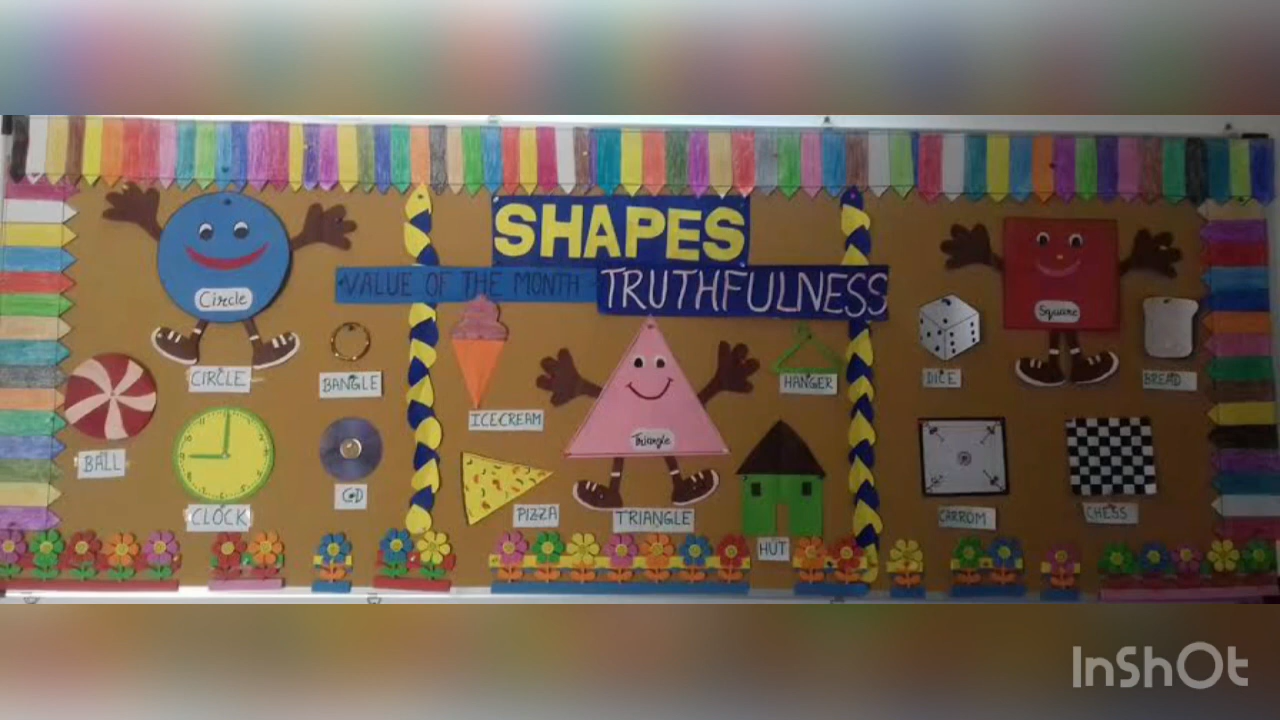 SHAPES
VALUE OF THE MONTH - TRUTHFULNESS
Circle
CIRCLE
BANGLE
BALL
CLOCK
CD
ICECREAM
PIZZA
Triangle
TRIANGLE
HANGER
HUT
Square
DICE
BREAD
CARROM
CHESS
InShOt